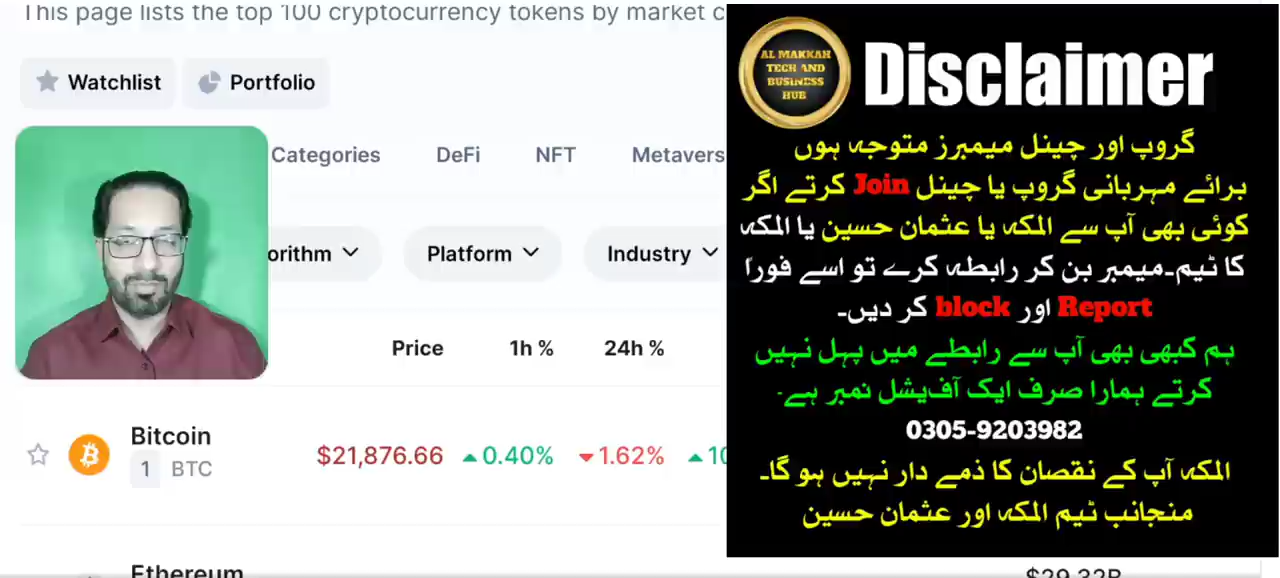 This page lists the top 100 cryptocurrency tokens by market c
Watchlist
Portfolio
Categories
DeFi
NFT
Metavers
orithm
Platform
Industry
Price
1h %
24h %
Bitcoin
1 BTC
$21,876.66
0.40%
1.62%
10
Ethereum
$29.32B
AL MAKKAH
TECH AND
BUSINESS
HUB
Disclaimer
گروپ اور چینل میمبرز متوجہ ہوں
برائے مہربانی گروپ یا چینل Join کرتے اگر
کوئی بھی آپ سے المکہ یا عثمان حسین یا المکہ
کا ٹیم۔میمبر بن کر رابطہ کرے تو اسے فوراً
Report اور block کر دیں۔
ہم کبھی بھی آپ سے رابطے میں پہل نہیں
کرتے ہمارا صرف ایک آفیشل نمبر ہے۔
0305-9203982
المکہ آپ کے نقصان کا ذمے دار نہیں ہو گا۔
منجانب ٹیم المکہ اور عثمان حسین